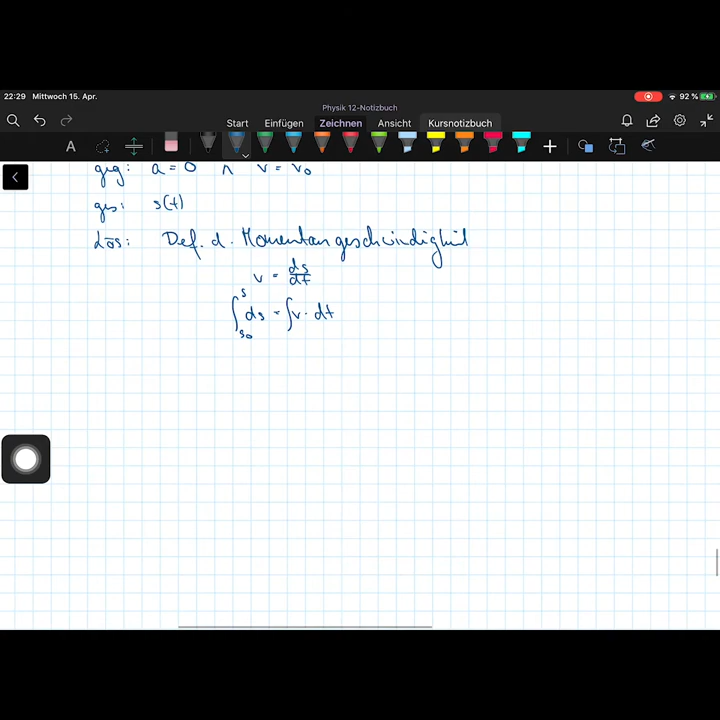 22:29 Mittwoch 15. Apr.
92 %
Physik 12-Notizbuch
Start Einfügen Zeichnen Ansicht Kursnotizbuch
A
geg: a = 0 ∧ v = v₀
ges: s(t)
Lös: Def. d. Momentangeschwindigkeit
v = ds/dt
∫_{s₀}^{s} ds = ∫ v · dt